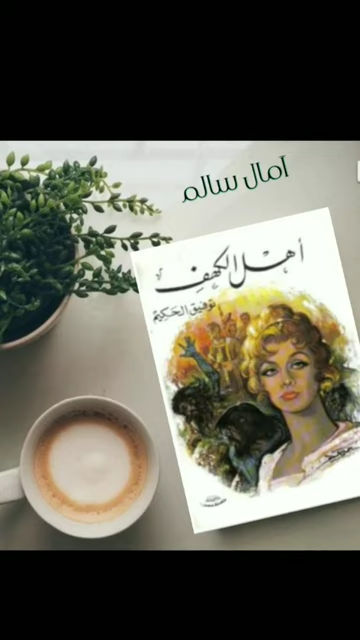 آمال سالم
أهل الكهف
توفيق الحكيم